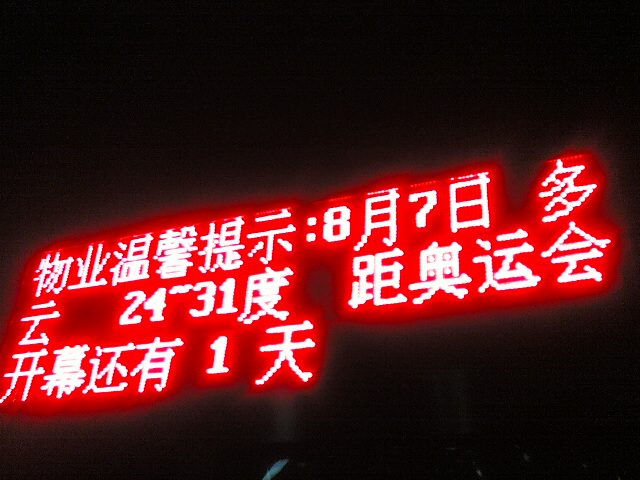 物业温馨提示:8月7日 多
云 24~31度 距奥运会
开幕还有 1 天